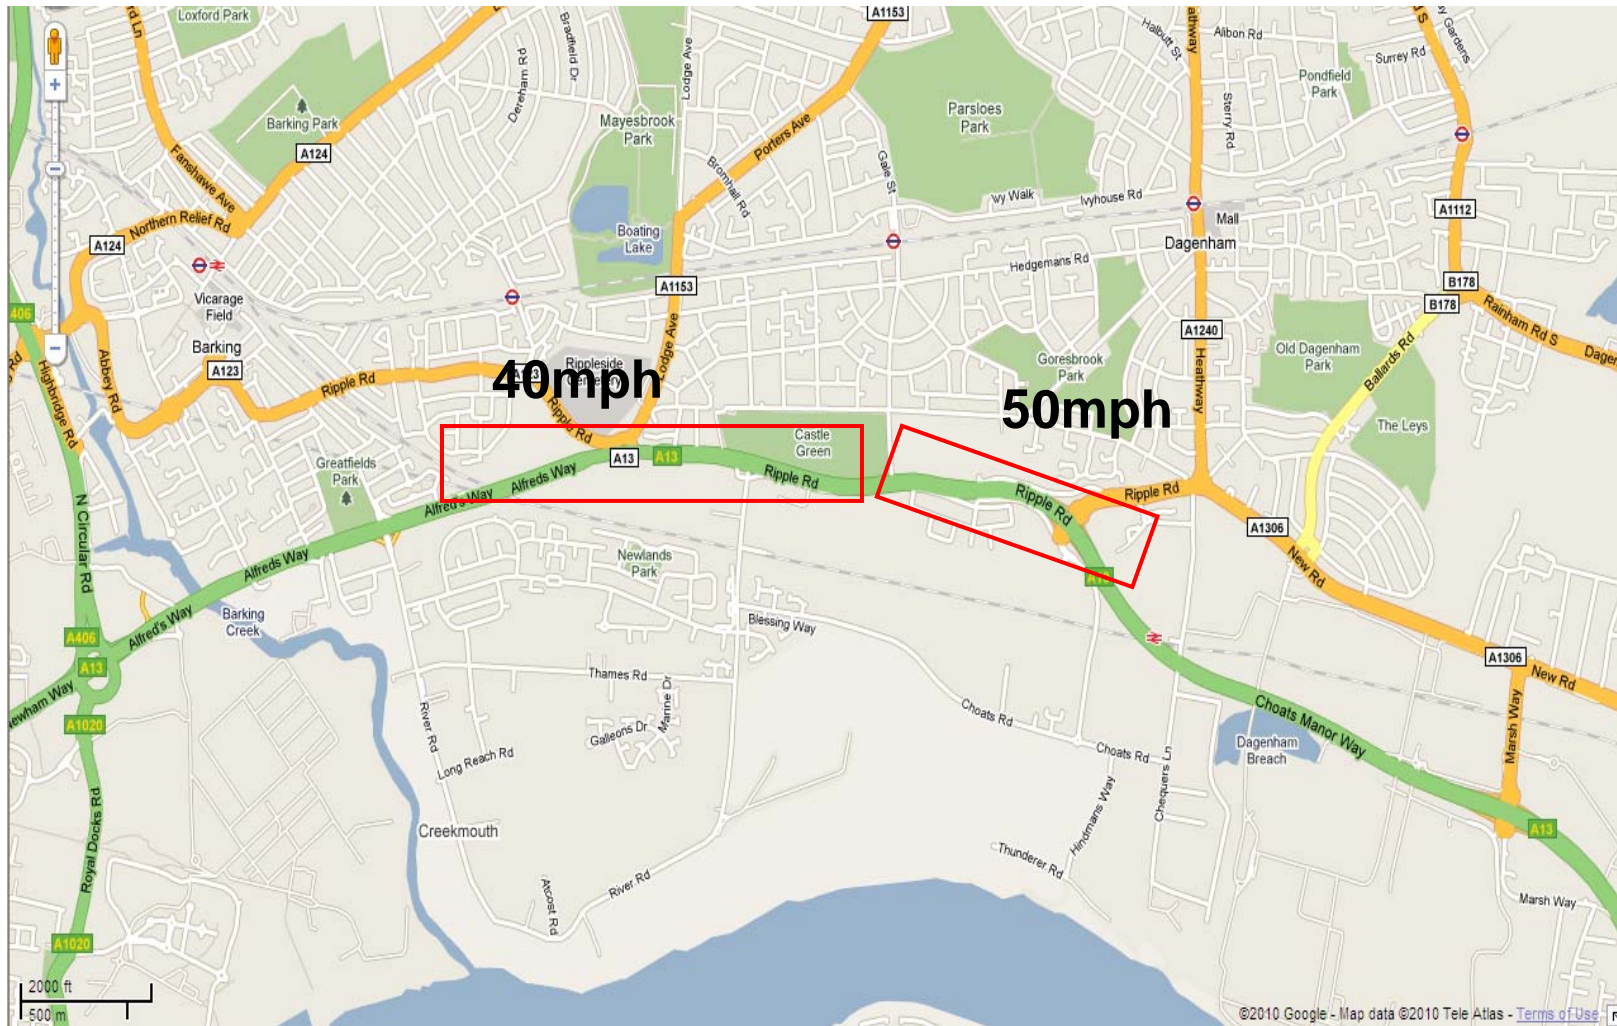 Loxford Park
rd Ln
Bradfield Dr
Dereham Rd
Lodge Ave
A1153
athway
Halbutt St
Alibon Rd
Surrey Rd
Gardens
Pondfield
Park
Sterry Rd
Barking Park
A124
Mayesbrook
Park
Parsloes
Park
Porters Ave
Bromhall Rd
Gale St
Fanshawe Ave
Northern Relief Rd
A124
Ivyhouse Rd
Mall
Dagenham
A1112
Boating
Lake
Hedgemans Rd
Vicarage
Field
A1153
B178
B178
Rainham Rd S
406
A1240
Barking
A123
Abbey Rd
Highbridge Rd
Ripple Rd
Rippleside
40mph
Lodge Ave
Ripple Rd
Goresbrook
Park
Heathway
Old Dagenham
Park
Ballards Rd
Dagen
50mph
The Leys
Castle
Green
A13
A13
Greatfields
Park
Alfred's Way
Alfreds Way
Ripple Rd
Ripple Rd
Ripple Rd
A1306
New Rd
N Circular Rd
Alfreds Way
Newlands
Park
A13
Barking
Creek
Alfred's Way
Blessing Way
A406
A13
A1306
New Rd
ewham Way
Thames Rd
Marine Dr
A1020
River Rd
Galleons Dr
Choats Rd
Choats Manor Way
Marsh Way
Long Reach Rd
Choats Rd
Dagenham
Breach
Chequers Ln
Hindmans Way
Royal Docks Rd
Creekmouth
A13
Thunderer Rd
River Rd
Atcost Rd
Marsh Way
A1020
2000 ft
500 m
©2010 Google - Map data ©2010 Tele Atlas - Terms of Use